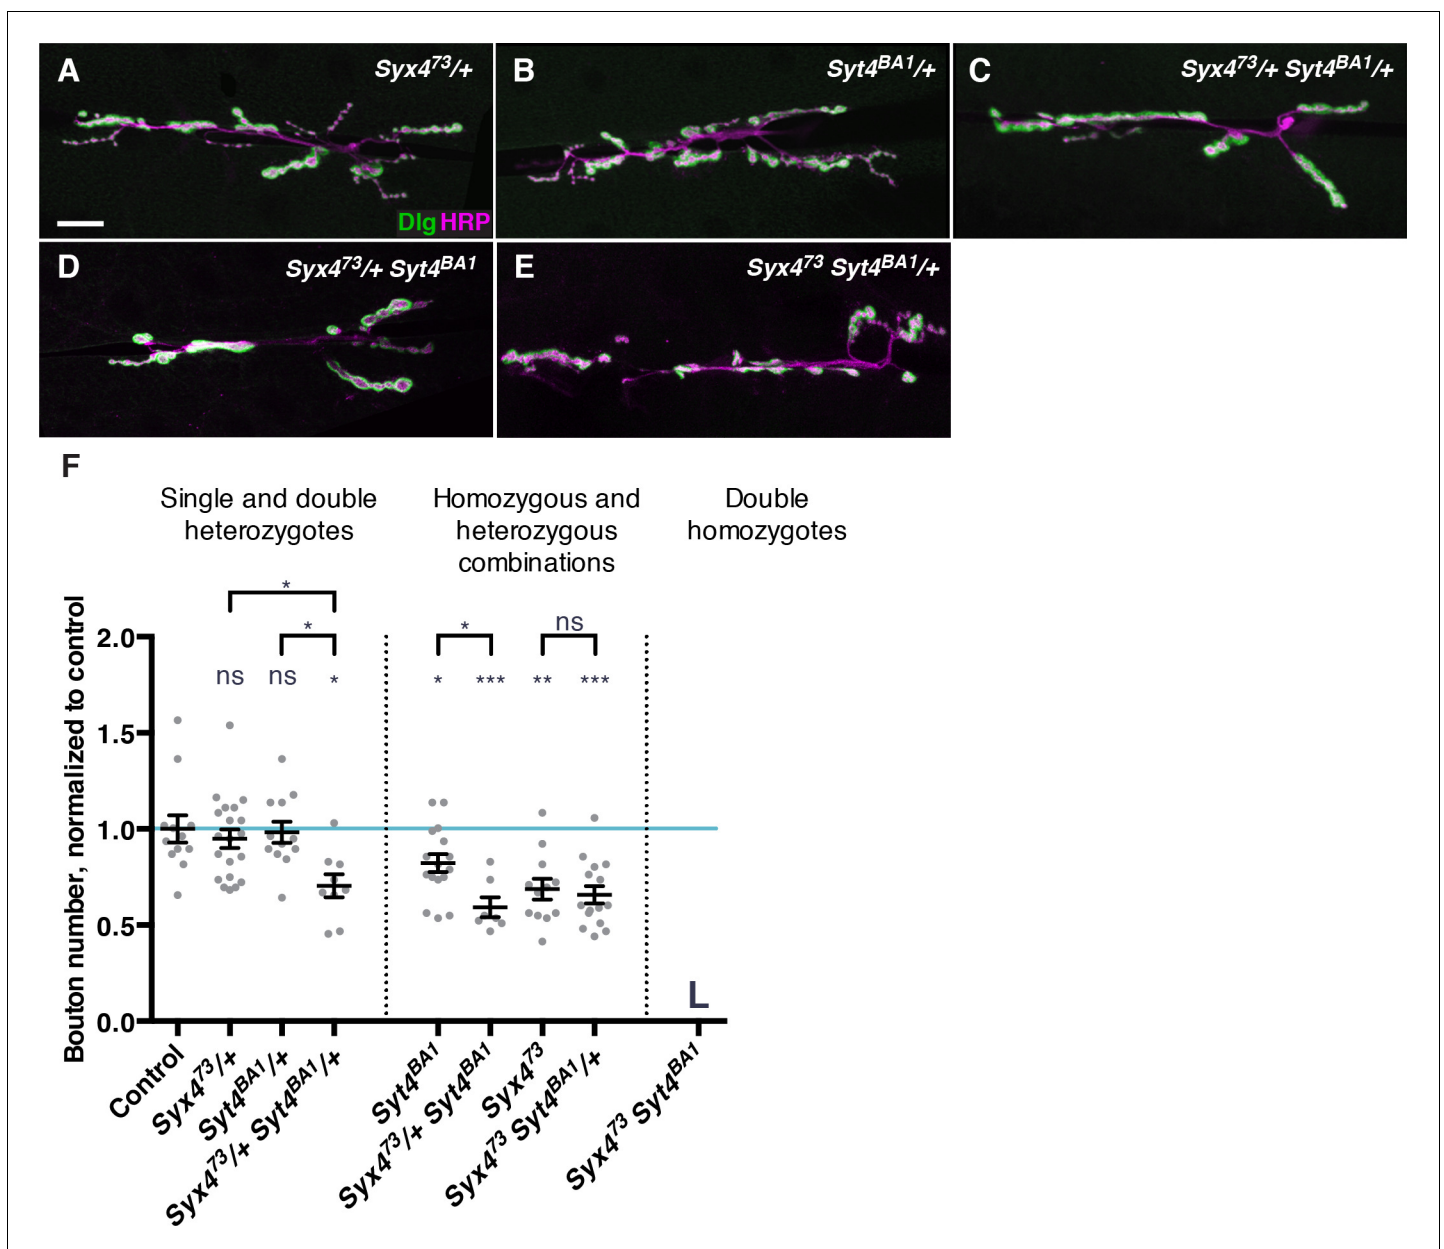 A
Syx4⁷³/+
B
Syt4ᴮᴬ¹/+
C
Syx4⁷³/+ Syt4ᴮᴬ¹/+
Dlg HRP
D
Syx4⁷³/+ Syt4ᴮᴬ¹
E
Syx4⁷³ Syt4ᴮᴬ¹/+
F
Single and double
heterozygotes
Homozygous and
heterozygous
combinations
Double
homozygotes
*
*
ns
ns
*
*
ns
*
***
**
***
Bouton number, normalized to control
2.0
1.5
1.0
0.5
0.0
L
Control
Syx4⁷³/+
Syt4ᴮᴬ¹/+
Syx4⁷³/+ Syt4ᴮᴬ¹/+
Syt4ᴮᴬ¹
Syx4⁷³/+ Syt4ᴮᴬ¹
Syx4⁷³
Syx4⁷³ Syt4ᴮᴬ¹/+
Syx4⁷³ Syt4ᴮᴬ¹